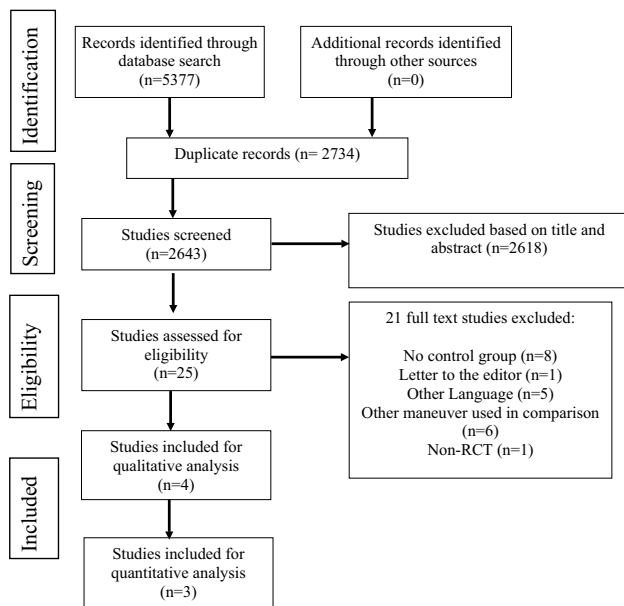 Identification
Records identified through
database search
(n=5377)
Additional records identified
through other sources
(n=0)
Duplicate records (n= 2734)
Screening
Studies screened
(n=2643)
Studies excluded based on title and
abstract (n=2618)
Eligibility
Studies assessed for
eligibility
(n=25)
21 full text studies excluded:
No control group (n=8)
Letter to the editor (n=1)
Other Language (n=5)
Other maneuver used in comparison
(n=6)
Non-RCT (n=1)
Included
Studies included for
qualitative analysis
(n=4)
Studies included for
quantitative analysis
(n=3)